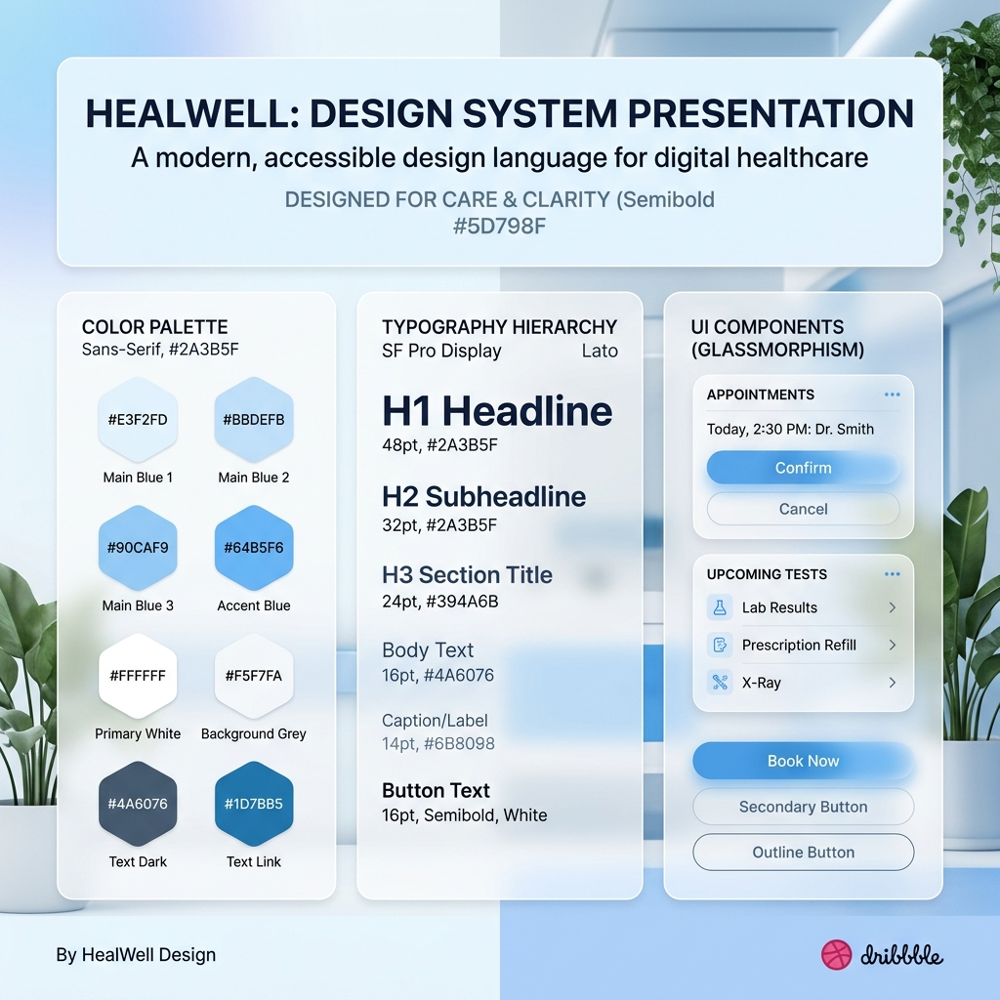 HEALWELL: DESIGN SYSTEM PRESENTATION
A modern, accessible design language for digital healthcare
DESIGNED FOR CARE & CLARITY (Semibold
#5D798F
COLOR PALETTE
Sans-Serif, #2A3B5F
#E3F2FD
#BBDEFB
Main Blue 1
Main Blue 2
#90CAF9
#64B5F6
Main Blue 3
Accent Blue
#FFFFFF
#F5F7FA
Primary White
Background Grey
#4A6076
#1D7BB5
Text Dark
Text Link
TYPOGRAPHY HIERARCHY
SF Pro Display
Lato
H1 Headline
48pt, #2A3B5F
H2 Subheadline
32pt, #2A3B5F
H3 Section Title
24pt, #394A6B
Body Text
16pt, #4A6076
Caption/Label
14pt, #6B8098
Button Text
16pt, Semibold, White
UI COMPONENTS
(GLASSMORPHISM)
APPOINTMENTS
Today, 2:30 PM: Dr. Smith
Confirm
Cancel
UPCOMING TESTS
Lab Results
Prescription Refill
X-Ray
Book Now
Secondary Button
Outline Button
By HealWell Design
dribbble